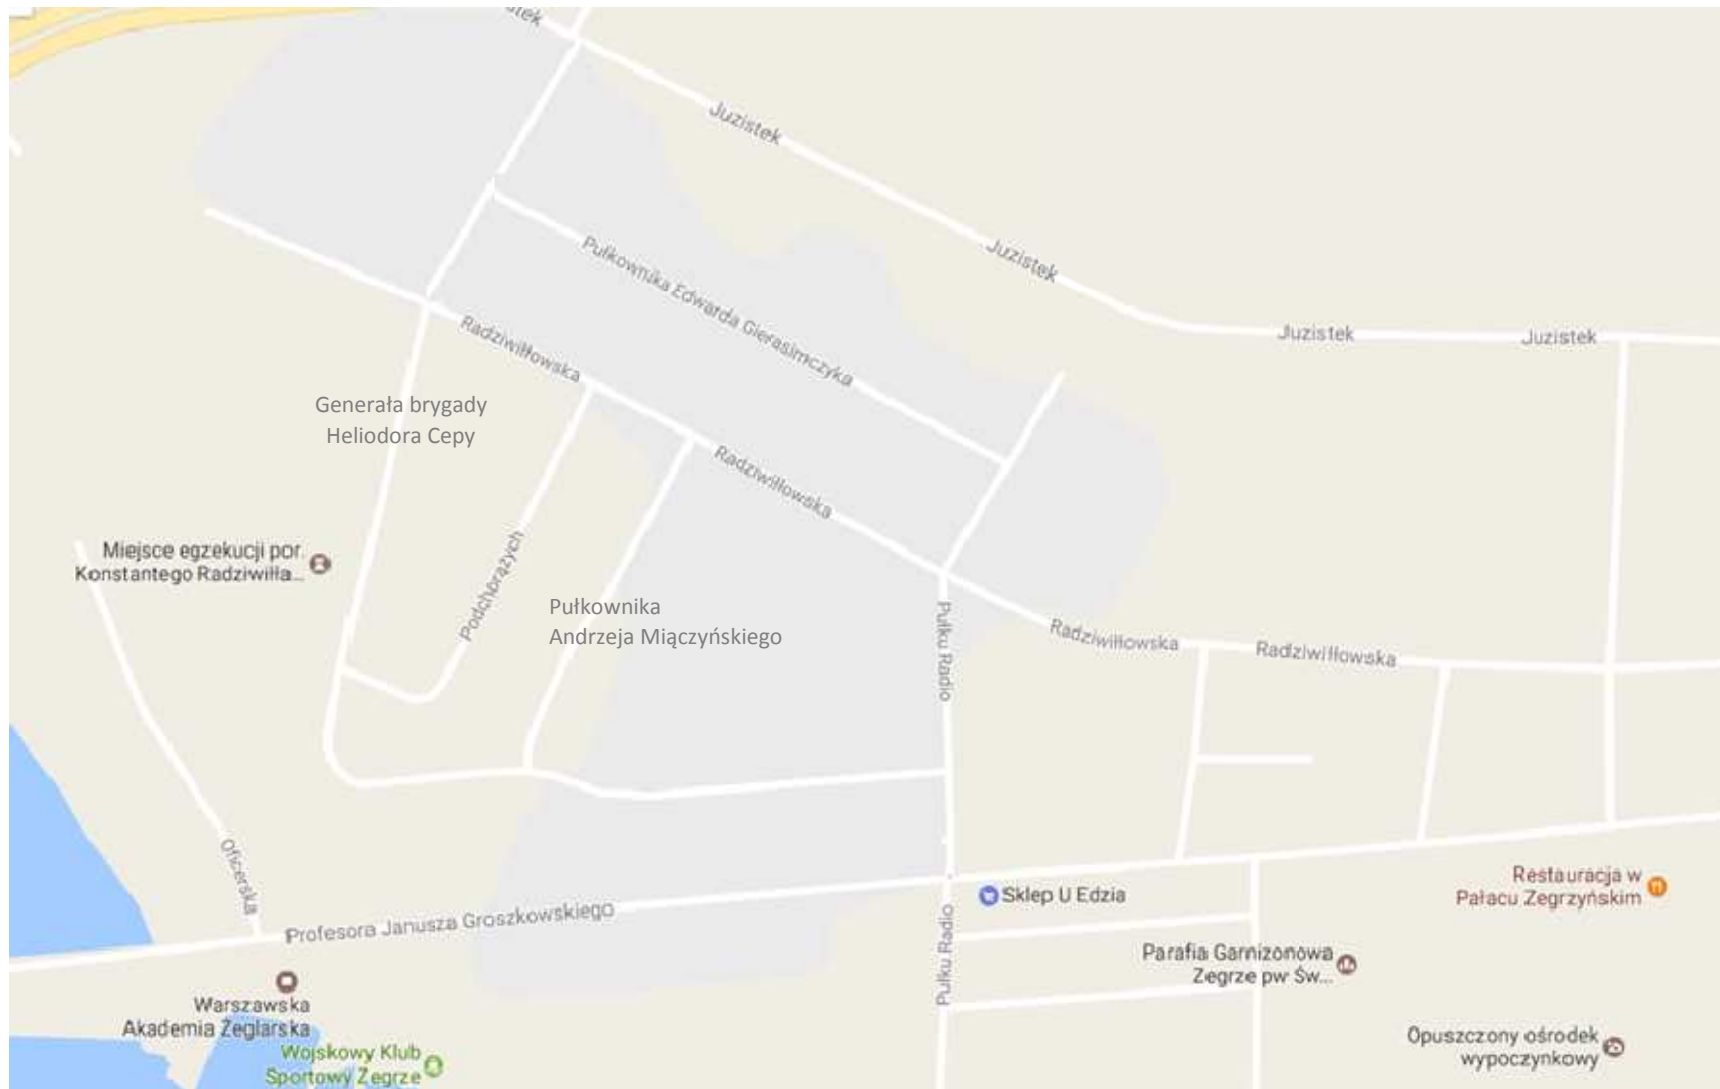 Juzistek
Juzistek
Juzistek
Juzistek
Pułkownika Edwarda Gierasimczyka
Radziwiłłowska
Generała brygady
Heliodora Cepy
Radziwiłłowska
Miejsce egzekucji por.
Konstantego Radziwiłła...
Podchorążych
Pułkownika
Andrzeja Miączyńskiego
Pułku Radio
Radziwiłłowska
Radziwiłłowska
Oficerska
Profesora Janusza Groszkowskiego
Sklep U Edzia
Restauracja w
Pałacu Zegrzyńskim
Pułku Radio
Parafia Garnizonowa
Zegrze pw Św...
Warszawska
Akademia Żeglarska
Opuszczony ośrodek
wypoczynkowy
Wojskowy Klub
Sportowy Zegrze